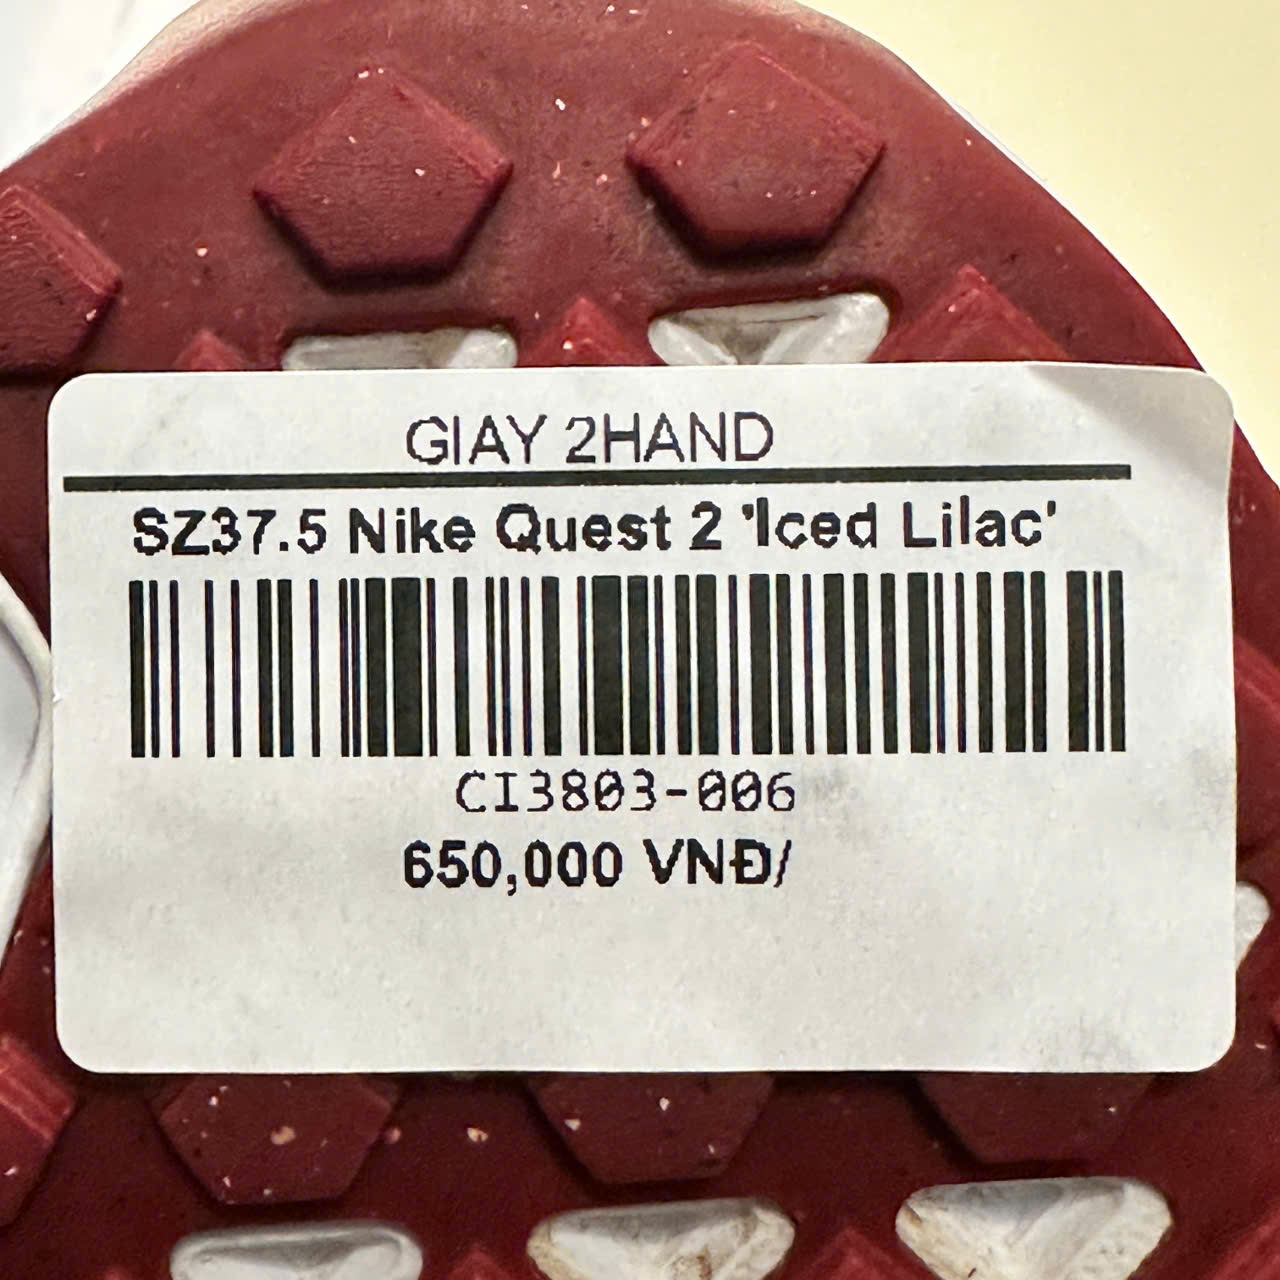 GIAY 2HAND
SZ37.5 Nike Quest 2 'Iced Lilac'
CI3803-006
650,000 VNĐ/